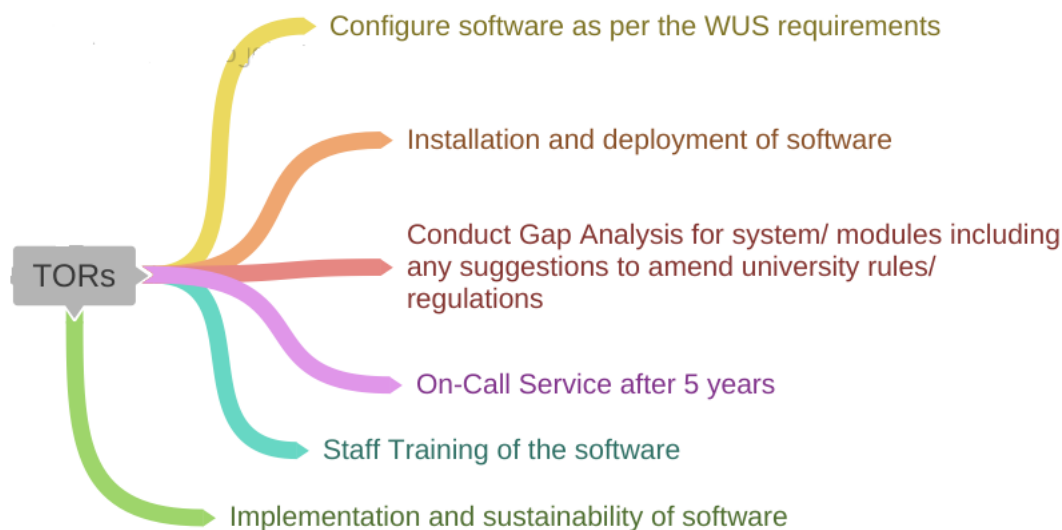 Configure software as per the WUS requirements
Installation and deployment of software
Conduct Gap Analysis for system/ modules including
any suggestions to amend university rules/
regulations
TORs
On-Call Service after 5 years
Staff Training of the software
Implementation and sustainability of software